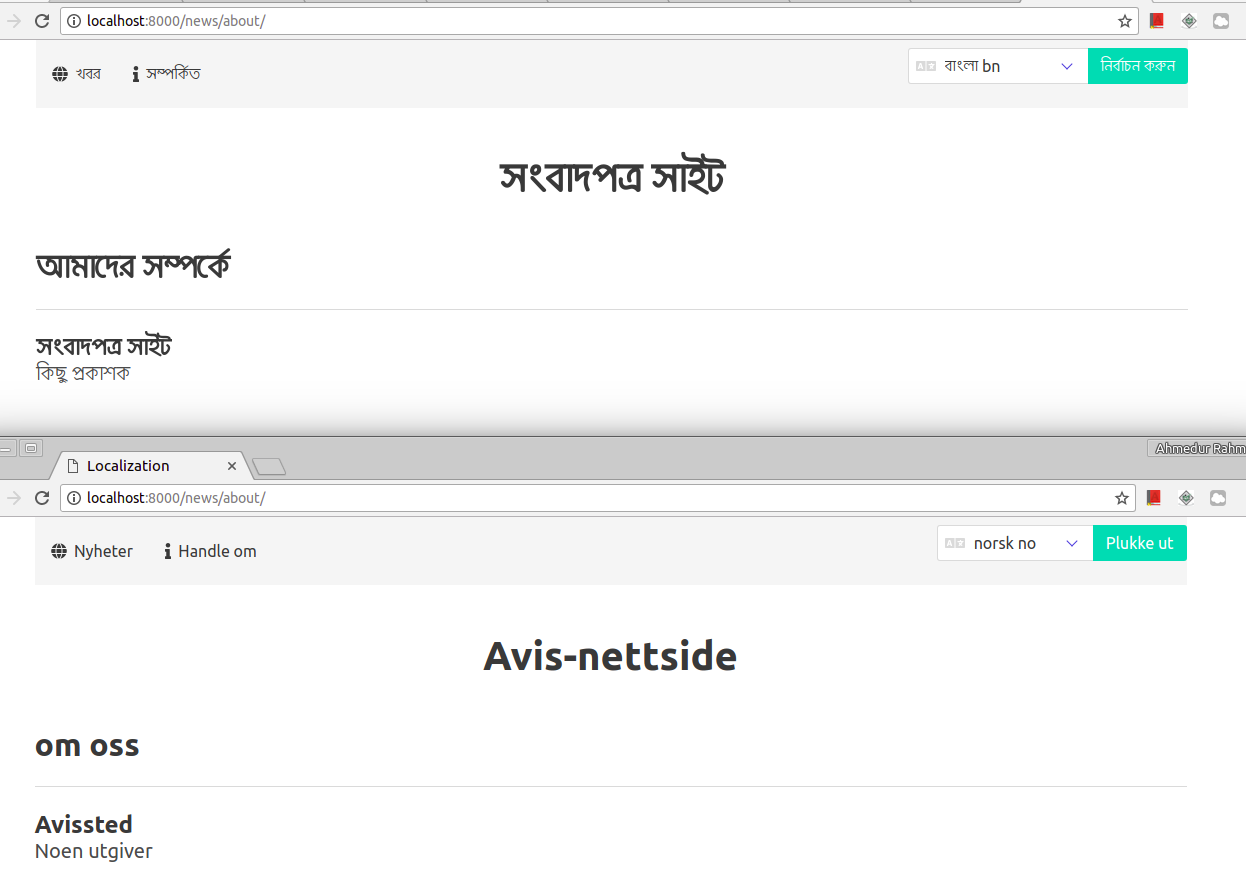 localhost:8000/news/about/
খবর সম্পর্কিত বাংলা bn নির্বাচন করুন
সংবাদপত্র সাইট
আমাদের সম্পর্কে
সংবাদপত্র সাইট
কিছু প্রকাশক
Localization Ahmedur Rahm
localhost:8000/news/about/
Nyheter Handle om norsk no Plukke ut
Avis-nettside
om oss
Avissted
Noen utgiver